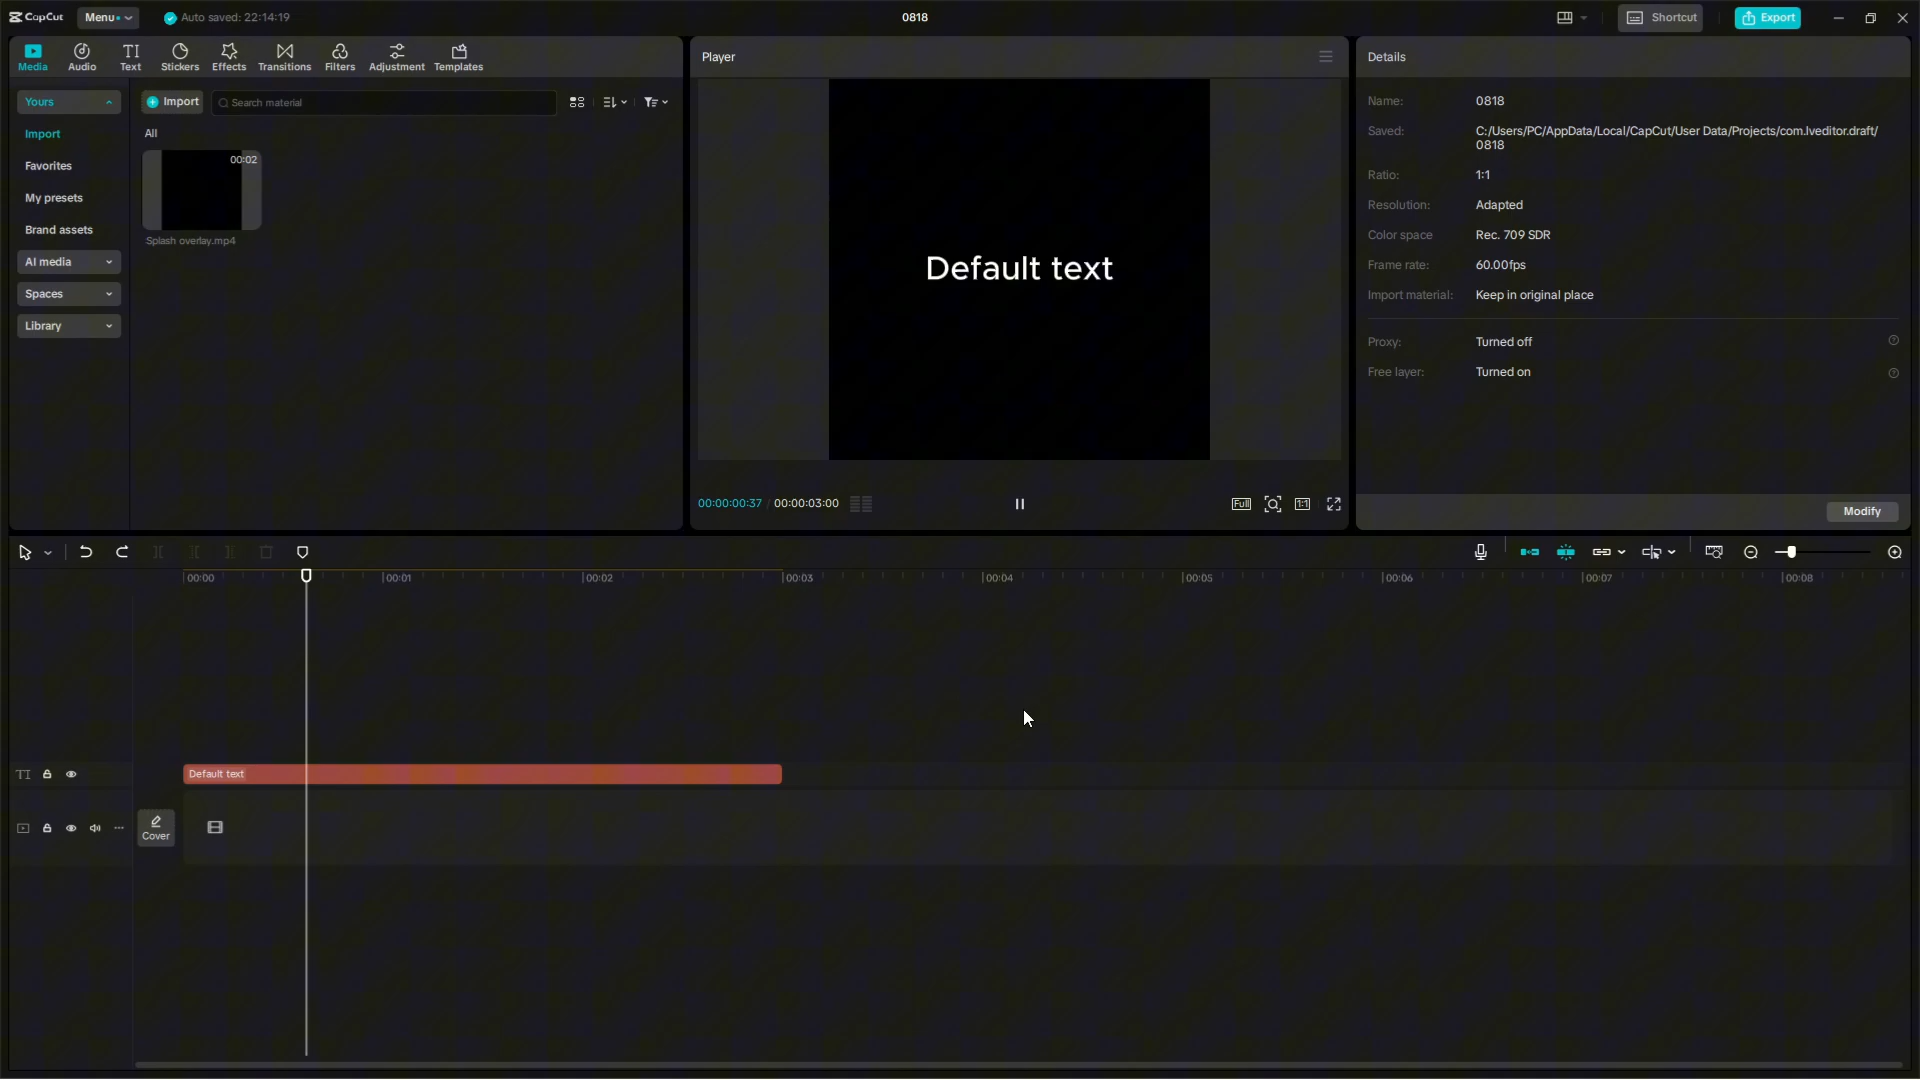 CapCut Menu Auto saved: 22:14:19 0818 Shortcut Export
Media Audio Text Stickers Effects Transitions Filters Adjustment Templates
Yours
Import
Favorites
My presets
Brand assets
AI media
Spaces
Library
Import Search material
All
00:02
Splash overlay.mp4
Player
Default text
00:00:00:37 / 00:00:03:00
Full 1:1
Details
Name: 0818
Saved: C:/Users/PC/AppData/Local/CapCut/User Data/Projects/com.lveditor.draft/
0818
Ratio: 1:1
Resolution: Adapted
Color space Rec. 709 SDR
Frame rate: 60.00fps
Import material: Keep in original place
Proxy: Turned off
Free layer: Turned on
Modify
00:00 00:01 00:02 00:03 00:04 00:05 00:06 00:07 00:08
TI Default text
Cover